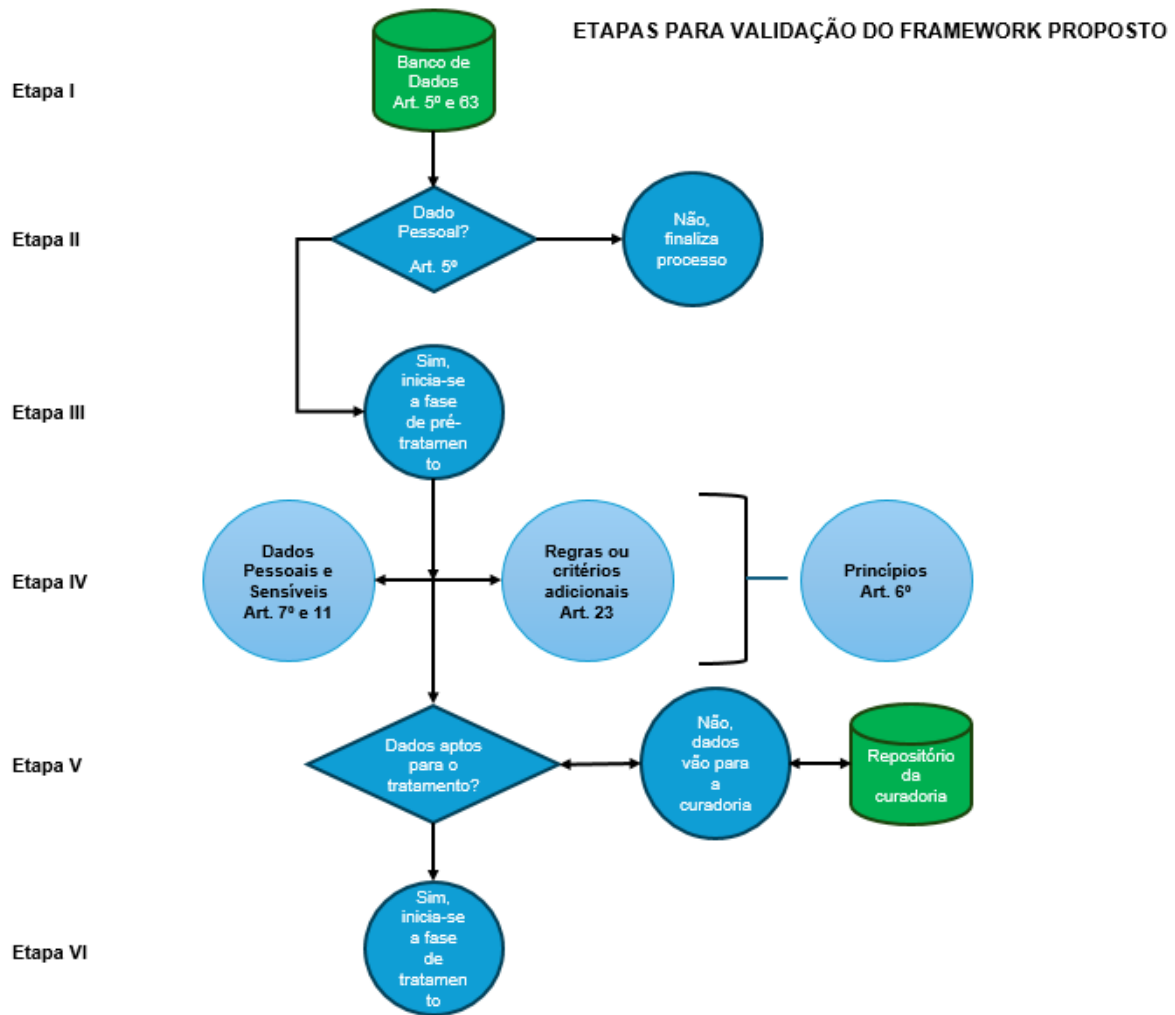 ETAPAS PARA VALIDAÇÃO DO FRAMEWORK PROPOSTO
Etapa I
Banco de
Dados
Art. 5º e 63
Etapa II
Dado
Pessoal?
Art. 5º
Não,
finaliza
processo
Etapa III
Sim,
inicia-se
a fase
de pré-
tratamen
to
Etapa IV
Dados
Pessoais e
Sensíveis
Art. 7º e 11
Regras ou
critérios
adicionais
Art. 23
Princípios
Art. 6º
Etapa V
Dados aptos
para o
tratamento?
Não,
dados
vão para
a
curadoria
Repositório
da
curadoria
Etapa VI
Sim,
inicia-se
a fase
de
tratamen
to